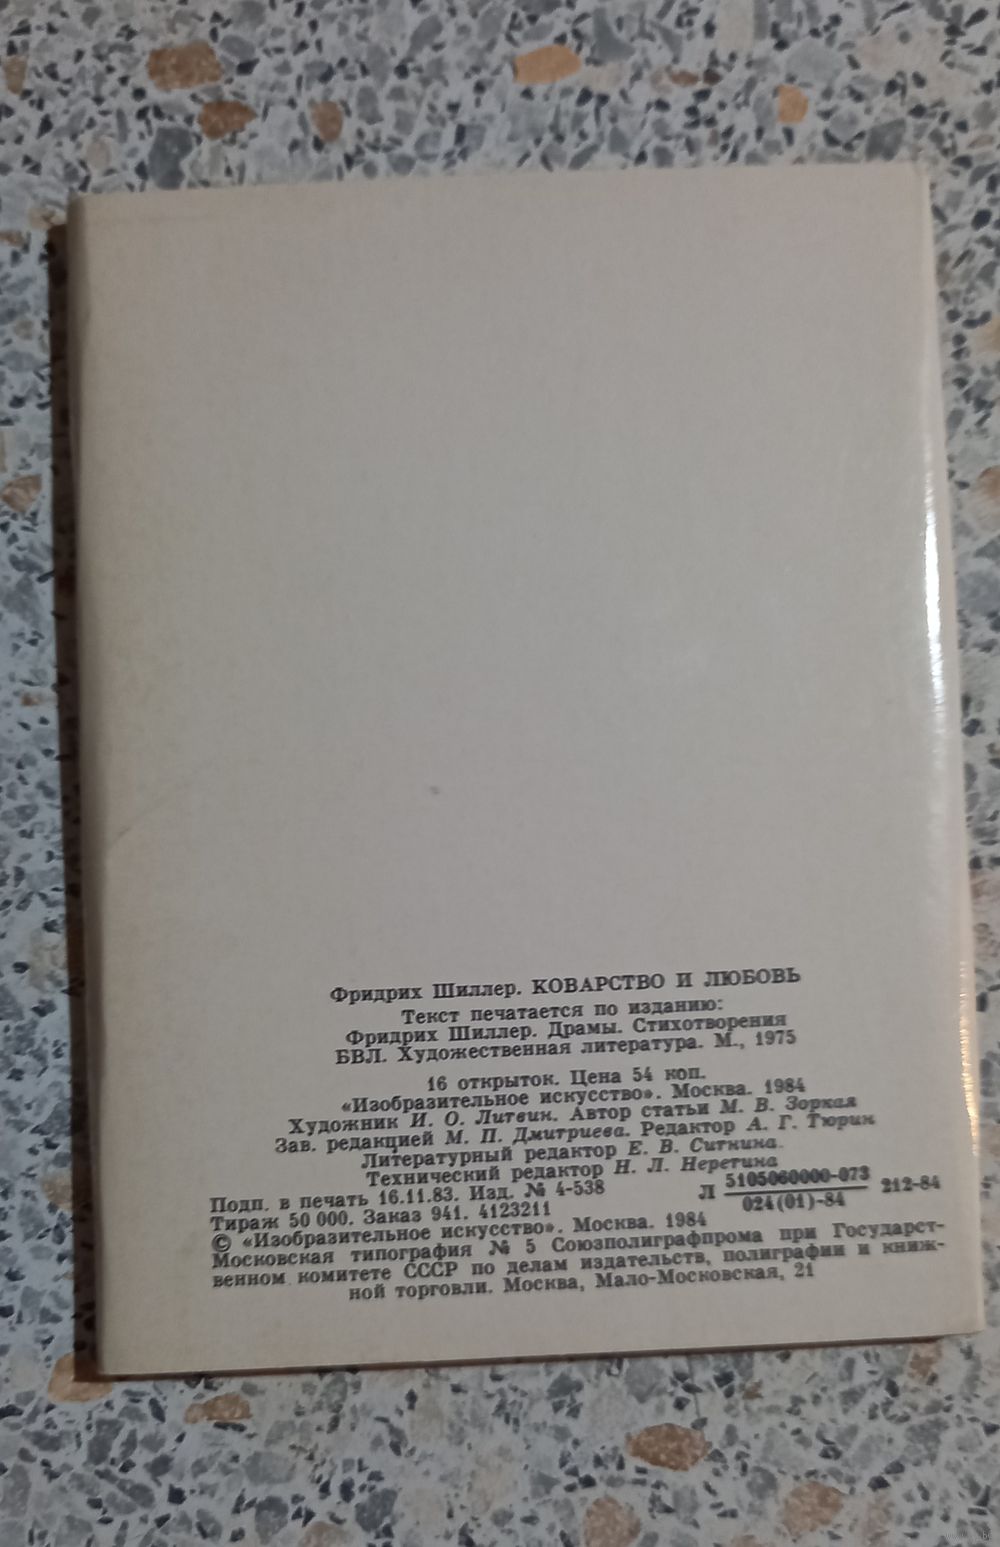 Фридрих Шиллер. КОВАРСТВО И ЛЮБОВЬ
Текст печатается по изданию:
Фридрих Шиллер. Драмы. Стихотворения
БВЛ. Художественная литература. М., 1975
16 открыток. Цена 54 коп.
«Изобразительное искусство». Москва. 1984
Художник И. О. Литвин. Автор статьи М. В. Зоркая
Зав. редакцией М. П. Дмитриева. Редактор А. Г. Тюрин
Литературный редактор Е. В. Ситкина.
Технический редактор Н. Л. Неретина
Подп. в печать 16.11.83. Изд. № 4-538
Тираж 50 000. Заказ 941. 4123211
Л 5105060000-073 / 024(01)-84 212-84
© «Изобразительное искусство». Москва. 1984
Московская типография № 5 Союзполиграфпрома при Государст-
венном комитете СССР по делам издательств, полиграфии и книж-
ной торговли. Москва, Мало-Московская, 21